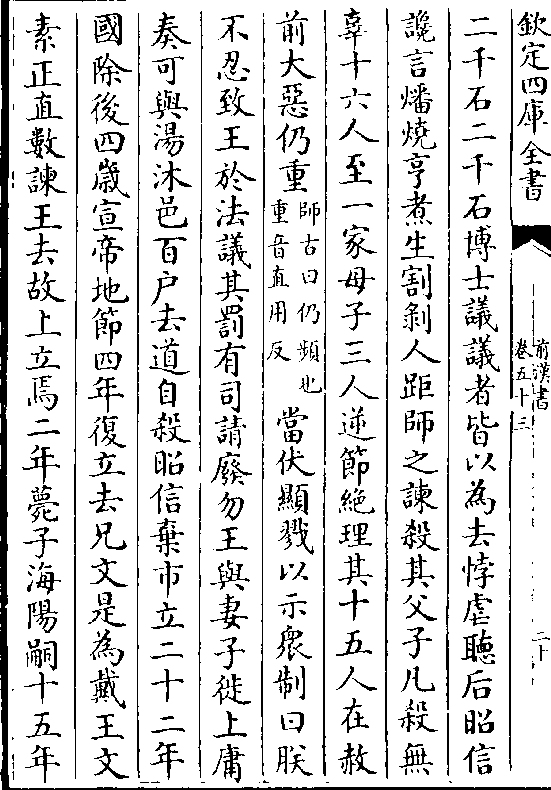 欽定四庫全書
前漢書
卷五十三
二十
二千石二千石博士議議者皆以為去悖虐聽后昭信
讒言燔燒亨煮生割剝人距師之諫殺其父子凡殺無
辜十六人至一家母子三人逆節絶理其十五人在赦
前大惡仍重師古曰仍頻也重音直用反當伏顯戮以示衆制曰朕
不忍致王於法議其罰有司請廢勿王與妻子徙上庸
奏可與湯沐邑百户去道自殺昭信棄市立二十二年
國除後四歲宣帝地節四年復立去兄文是為戴王文
素正直數諫王去故上立焉二年薨子海陽嗣十五年